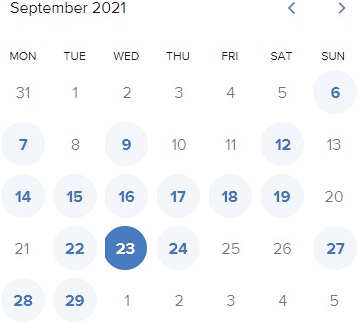 September 2021
MON TUE WED THU FRI SAT SUN
31 1 2 3 4 5 6
7 8 9 10 11 12 13
14 15 16 17 18 19 20
21 22 23 24 25 26 27
28 29 1 2 3 4 5